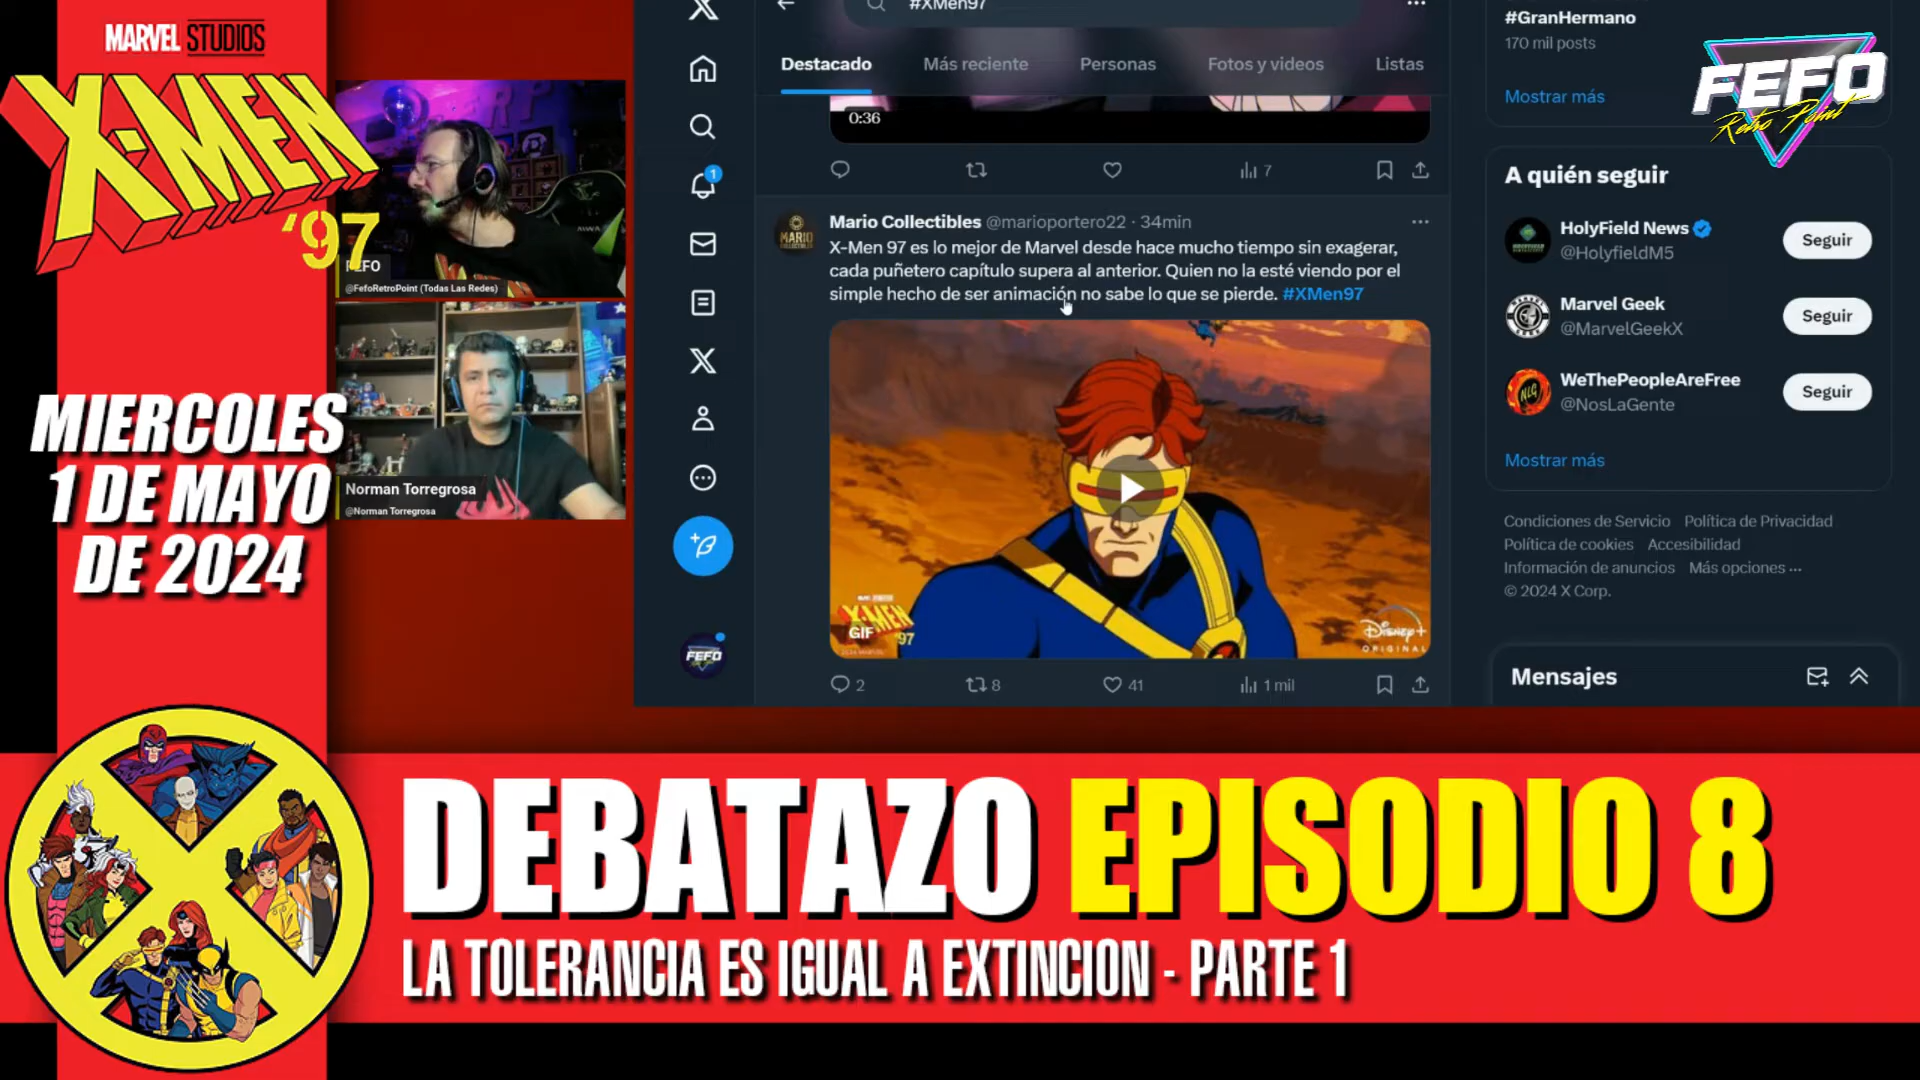 MARVEL STUDIOS
X-MEN
'97
MIERCOLES
1 DE MAYO
DE 2024
FEFO
@FefoRetroPoint (Todas Las Redes)
Norman Torregrosa
@Norman Torregrosa
#XMen97
Destacado
Más reciente
Personas
Fotos y videos
Listas
0:36
7
1
Mario Collectibles @marioportero22 · 34min
X-Men 97 es lo mejor de Marvel desde hace mucho tiempo sin exagerar,
cada puñetero capítulo supera al anterior. Quien no la esté viendo por el
simple hecho de ser animación no sabe lo que se pierde. #XMen97
MARIO
X-MEN
'97
GIF
Disney+
ORIGINAL
2
8
41
1 mil
FEFO
#GranHermano
170 mil posts
Mostrar más
FEFO
Retro Point
A quién seguir
HolyField News
@HolyfieldM5
Seguir
Marvel Geek
@MarvelGeekX
Seguir
WeThePeopleAreFree
@NosLaGente
Seguir
NLG
Mostrar más
Condiciones de Servicio Política de Privacidad
Política de cookies Accesibilidad
Información de anuncios Más opciones ···
© 2024 X Corp.
Mensajes
DEBATAZO EPISODIO 8
LA TOLERANCIA ES IGUAL A EXTINCION - PARTE 1